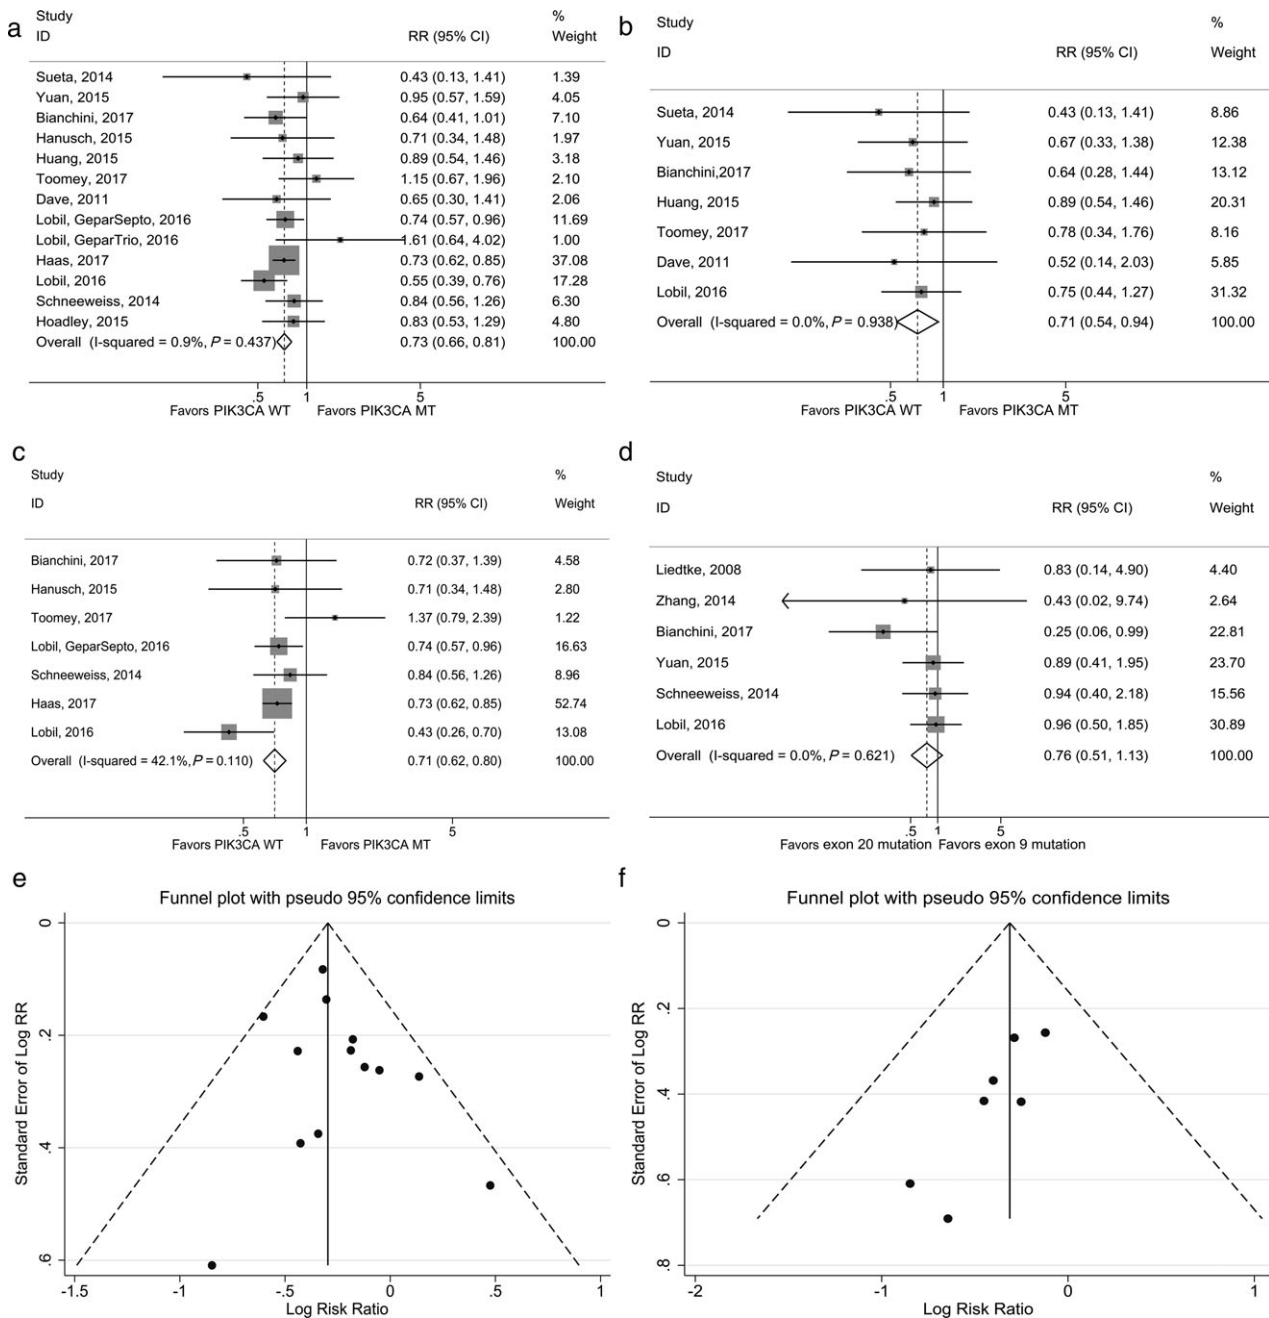 a
Study %
ID RR (95% CI) Weight
Sueta, 2014 0.43 (0.13, 1.41) 1.39
Yuan, 2015 0.95 (0.57, 1.59) 4.05
Bianchini, 2017 0.64 (0.41, 1.01) 7.10
Hanusch, 2015 0.71 (0.34, 1.48) 1.97
Huang, 2015 0.89 (0.54, 1.46) 3.18
Toomey, 2017 1.15 (0.67, 1.96) 2.10
Dave, 2011 0.65 (0.30, 1.41) 2.06
Lobil, GeparSepto, 2016 0.74 (0.57, 0.96) 11.69
Lobil, GeparTrio, 2016 1.61 (0.64, 4.02) 1.00
Haas, 2017 0.73 (0.62, 0.85) 37.08
Lobil, 2016 0.55 (0.39, 0.76) 17.28
Schneeweiss, 2014 0.84 (0.56, 1.26) 6.30
Hoadley, 2015 0.83 (0.53, 1.29) 4.80
Overall (I-squared = 0.9%, P = 0.437) 0.73 (0.66, 0.81) 100.00
.5 1 5
Favors PIK3CA WT Favors PIK3CA MT
b
Study %
ID RR (95% CI) Weight
Sueta, 2014 0.43 (0.13, 1.41) 8.86
Yuan, 2015 0.67 (0.33, 1.38) 12.38
Bianchini,2017 0.64 (0.28, 1.44) 13.12
Huang, 2015 0.89 (0.54, 1.46) 20.31
Toomey, 2017 0.78 (0.34, 1.76) 8.16
Dave, 2011 0.52 (0.14, 2.03) 5.85
Lobil, 2016 0.75 (0.44, 1.27) 31.32
Overall (I-squared = 0.0%, P = 0.938) 0.71 (0.54, 0.94) 100.00
.5 1 5
Favors PIK3CA WT Favors PIK3CA MT
c
Study %
ID RR (95% CI) Weight
Bianchini, 2017 0.72 (0.37, 1.39) 4.58
Hanusch, 2015 0.71 (0.34, 1.48) 2.80
Toomey, 2017 1.37 (0.79, 2.39) 1.22
Lobil, GeparSepto, 2016 0.74 (0.57, 0.96) 16.63
Schneeweiss, 2014 0.84 (0.56, 1.26) 8.96
Haas, 2017 0.73 (0.62, 0.85) 52.74
Lobil, 2016 0.43 (0.26, 0.70) 13.08
Overall (I-squared = 42.1%, P = 0.110) 0.71 (0.62, 0.80) 100.00
.5 1 5
Favors PIK3CA WT Favors PIK3CA MT
d
Study %
ID RR (95% CI) Weight
Liedtke, 2008 0.83 (0.14, 4.90) 4.40
Zhang, 2014 0.43 (0.02, 9.74) 2.64
Bianchini, 2017 0.25 (0.06, 0.99) 22.81
Yuan, 2015 0.89 (0.41, 1.95) 23.70
Schneeweiss, 2014 0.94 (0.40, 2.18) 15.56
Lobil, 2016 0.96 (0.50, 1.85) 30.89
Overall (I-squared = 0.0%, P = 0.621) 0.76 (0.51, 1.13) 100.00
.5 1 5
Favors exon 20 mutation Favors exon 9 mutation
e
Funnel plot with pseudo 95% confidence limits
Standard Error of Log RR
0
.2
.4
.6
-1.5 -1 -.5 0 .5 1
Log Risk Ratio
f
Funnel plot with pseudo 95% confidence limits
Standard Error of Log RR
0
.2
.4
.6
.8
-2 -1 0 1
Log Risk Ratio